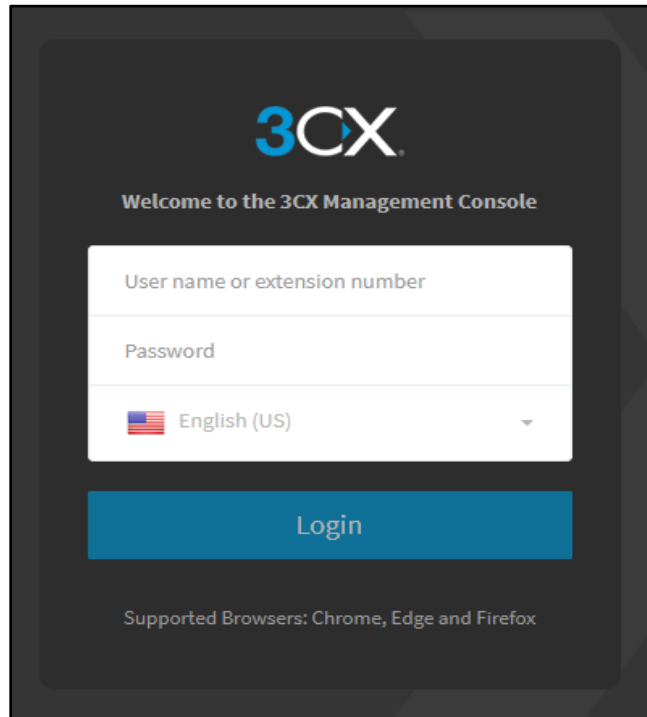 3CX.
Welcome to the 3CX Management Console
User name or extension number
Password
English (US)
Login
Supported Browsers: Chrome, Edge and Firefox